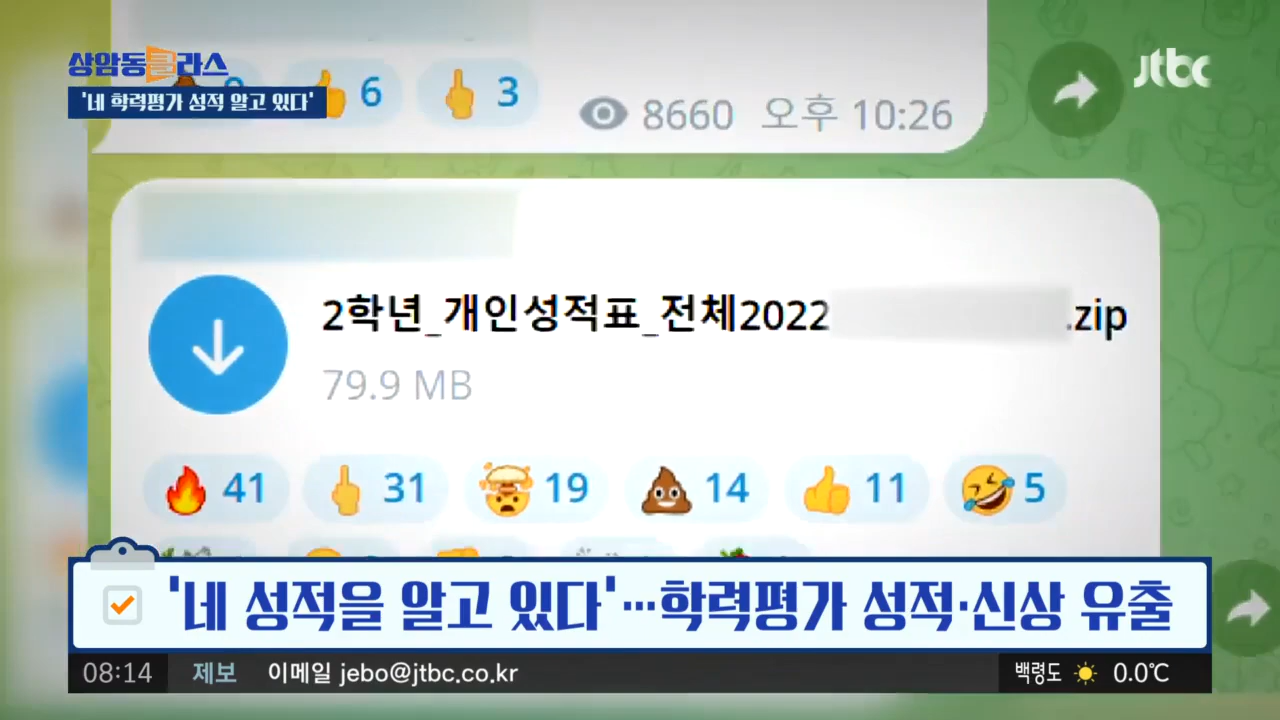 상암동클라스
jtbc
'네 학력평가 성적 알고 있다'
6
3
8660 오후 10:26
2학년_개인성적표_전체2022
.zip
79.9 MB
41
31
19
14
11
5
'네 성적을 알고 있다'…학력평가 성적·신상 유출
08:14 제보 이메일 jebo@jtbc.co.kr
백령도 0.0℃